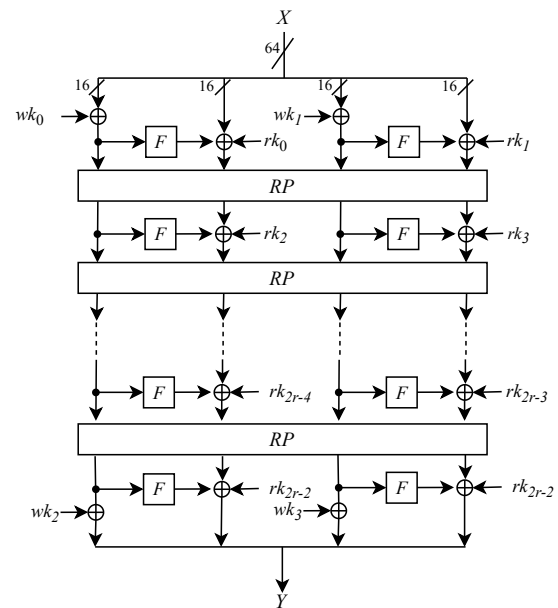 X
64
16 16 16 16
wk0 wk1
F rk0 F rk1
RP
F rk2 F rk3
RP
F rk2r-4 F rk2r-3
RP
F rk2r-2 F rk2r-2
wk2 wk3
Y